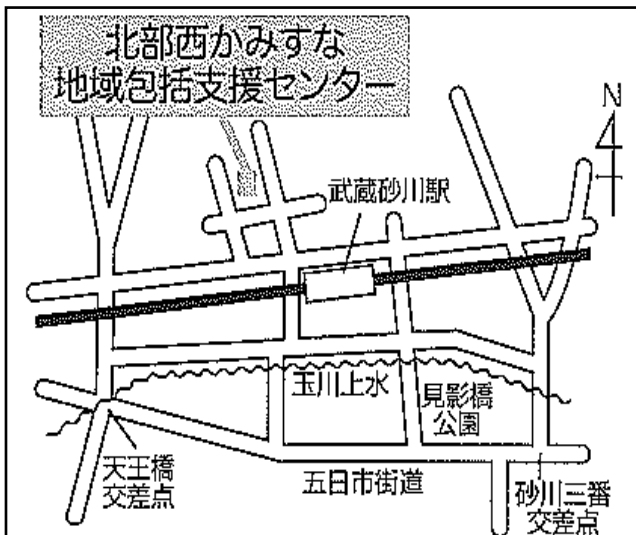 北部西かみすな
地域包括支援センター
N
武蔵砂川駅
玉川上水
見影橋
公園
天王橋
交差点
五日市街道
砂川三番
交差点